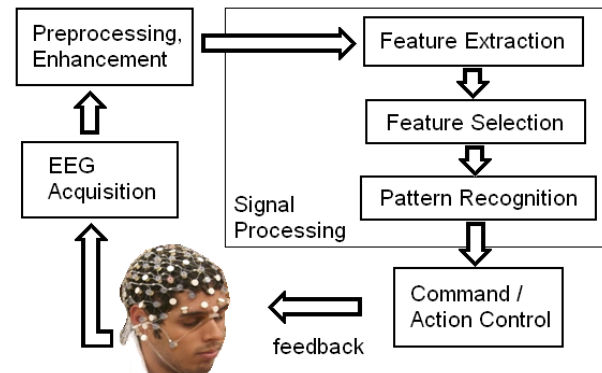 Preprocessing,
Enhancement
Feature Extraction
Feature Selection
EEG
Acquisition
Pattern Recognition
Signal
Processing
Command /
Action Control
feedback